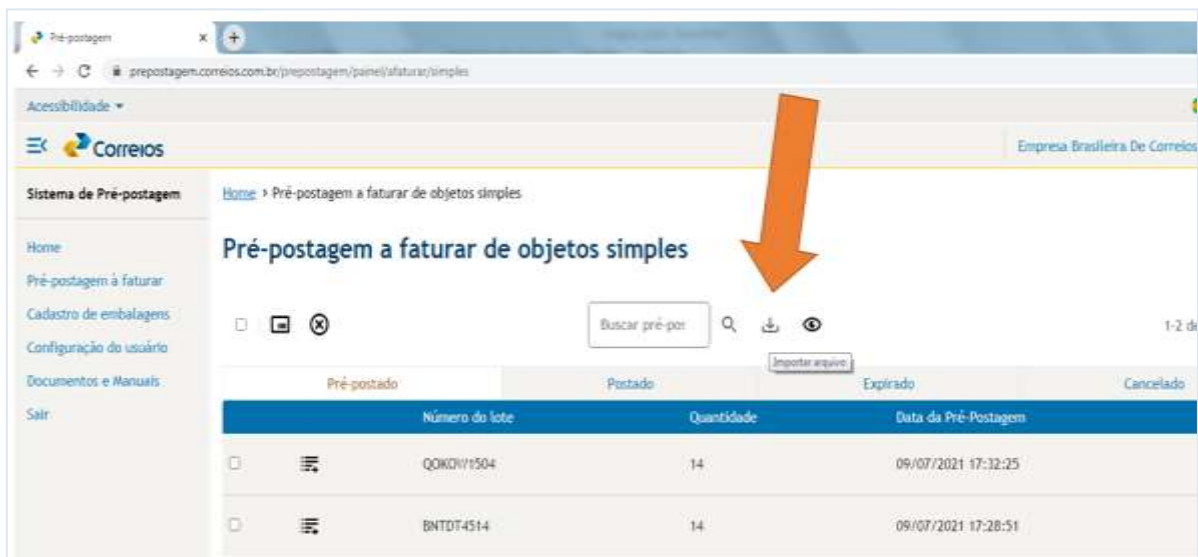 Pré-postagem
prepostagem.correios.com.br/prepostagem/painel/afaturar/simples
Acessibilidade
Correios
Empresa Brasileira De Correios
Sistema de Pré-postagem
Home > Pré-postagem a faturar de objetos simples
Home
Pré-postagem a faturar de objetos simples
Pré-postagem à faturar
Cadastro de embalagens
Buscar pré-pos
1-2 de
Configuração do usuário
Importar arquivo
Documentos e Manuais
Pré-postado Postado Expirado Cancelado
Sair
Número do lote Quantidade Data da Pré-Postagem
14 09/07/2021 17:32:25
BNTDT4514 14 09/07/2021 17:28:51